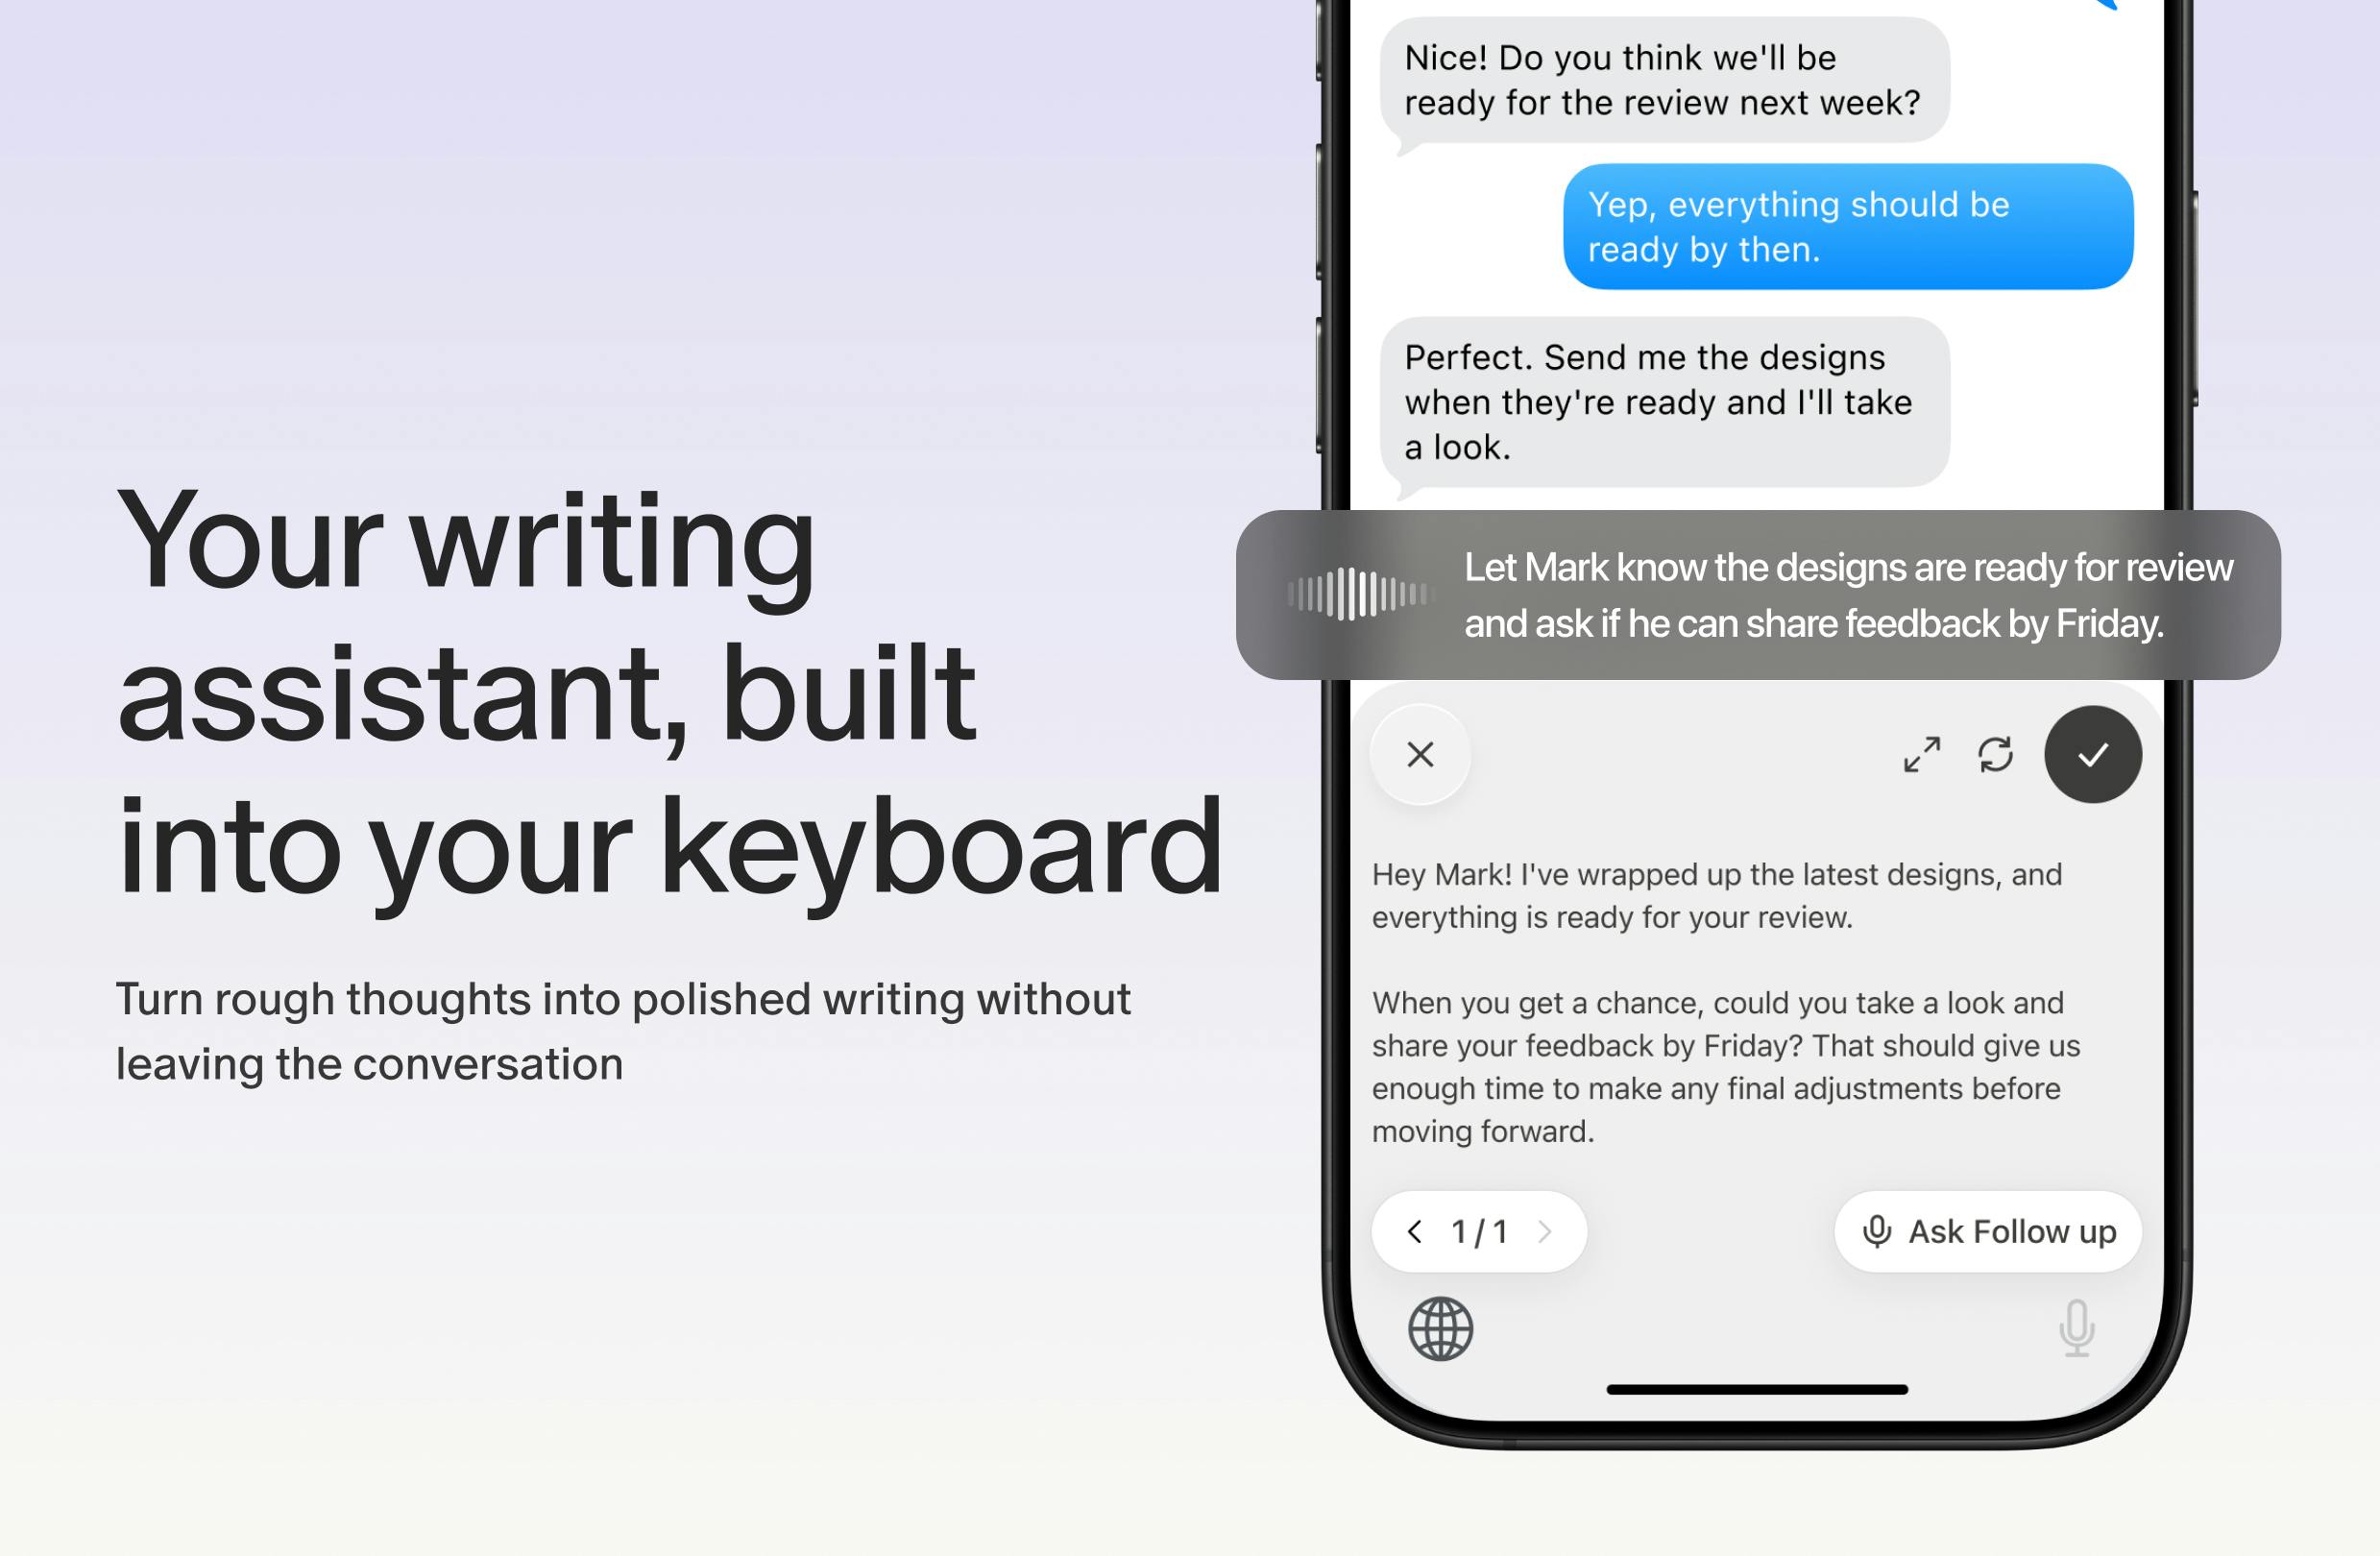 Your writing
assistant, built
into your keyboard
Turn rough thoughts into polished writing without
leaving the conversation
Nice! Do you think we'll be
ready for the review next week?
Yep, everything should be
ready by then.
Perfect. Send me the designs
when they're ready and I'll take
a look.
Let Mark know the designs are ready for review
and ask if he can share feedback by Friday.
Hey Mark! I've wrapped up the latest designs, and
everything is ready for your review.
When you get a chance, could you take a look and
share your feedback by Friday? That should give us
enough time to make any final adjustments before
moving forward.
1 / 1
Ask Follow up